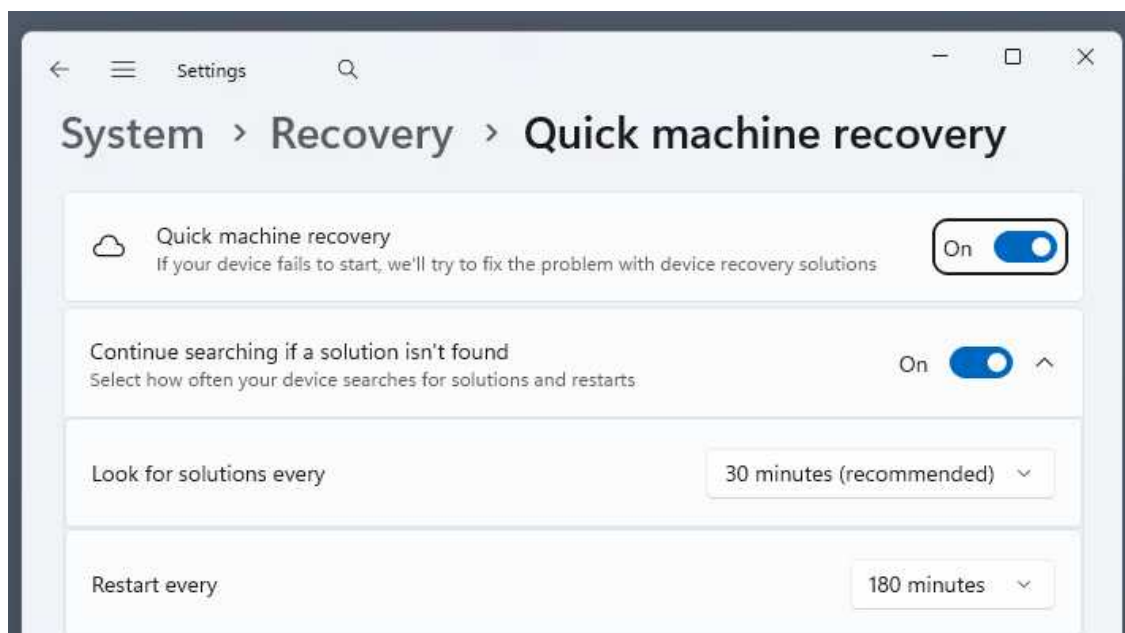 Settings
System > Recovery > Quick machine recovery
Quick machine recovery
If your device fails to start, we'll try to fix the problem with device recovery solutions
On
Continue searching if a solution isn't found
Select how often your device searches for solutions and restarts
On
Look for solutions every
30 minutes (recommended)
Restart every
180 minutes